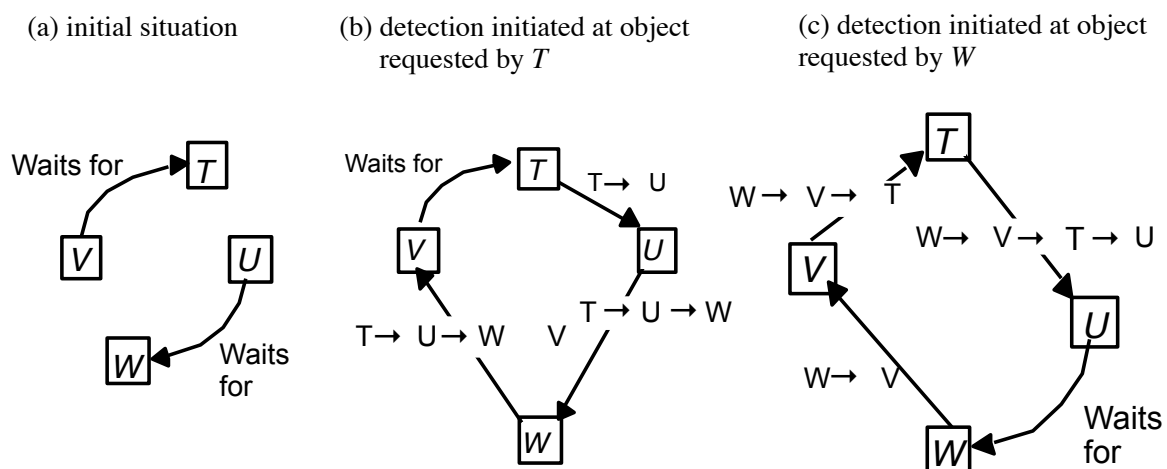 (a) initial situation
(b) detection initiated at object
requested by T
(c) detection initiated at object
requested by W
Waits for
T
V
U
W
Waits
for
Waits for
T
T→ U
V
U
T→ U→W
T→ U→ W V
W
T
W→ V→ T
W→ V→ T→U
V
U
W→ V
W
Waits
for